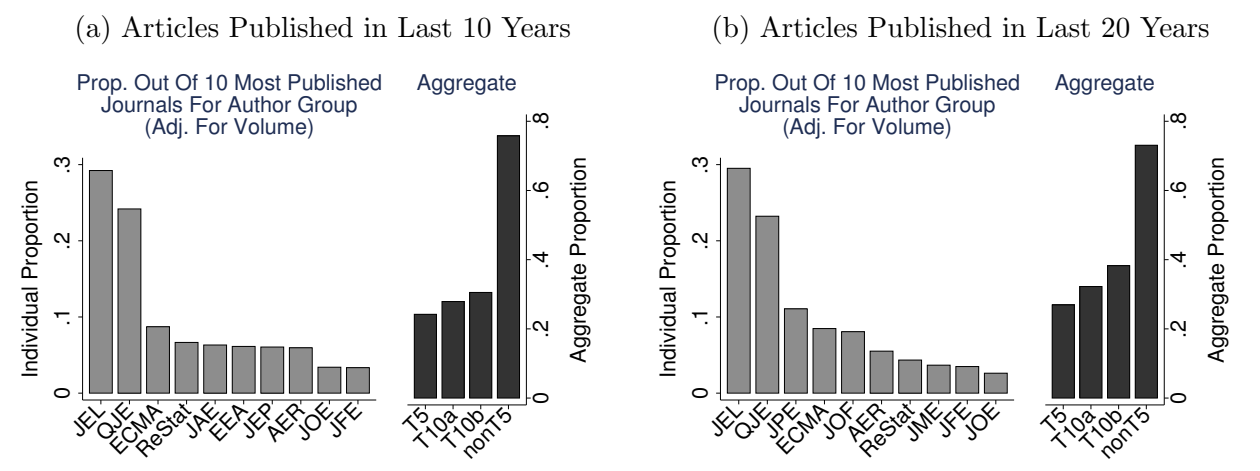 (a) Articles Published in Last 10 Years
Prop. Out Of 10 Most Published
Journals For Author Group
(Adj. For Volume)
Aggregate
Individual Proportion
0
.1
.2
.3
JEL
QJE
ECMA
ReStat
JAE
EEA
JEP
AER
JOE
JFE
T5
T10a
T10b
nonT5
0
.2
.4
.6
.8
Aggregate Proportion
(b) Articles Published in Last 20 Years
Prop. Out Of 10 Most Published
Journals For Author Group
(Adj. For Volume)
Aggregate
Individual Proportion
0
.1
.2
.3
JEL
QJE
JPE
ECMA
JOF
AER
ReStat
JME
JFE
JOE
T5
T10a
T10b
nonT5
0
.2
.4
.6
.8
Aggregate Proportion